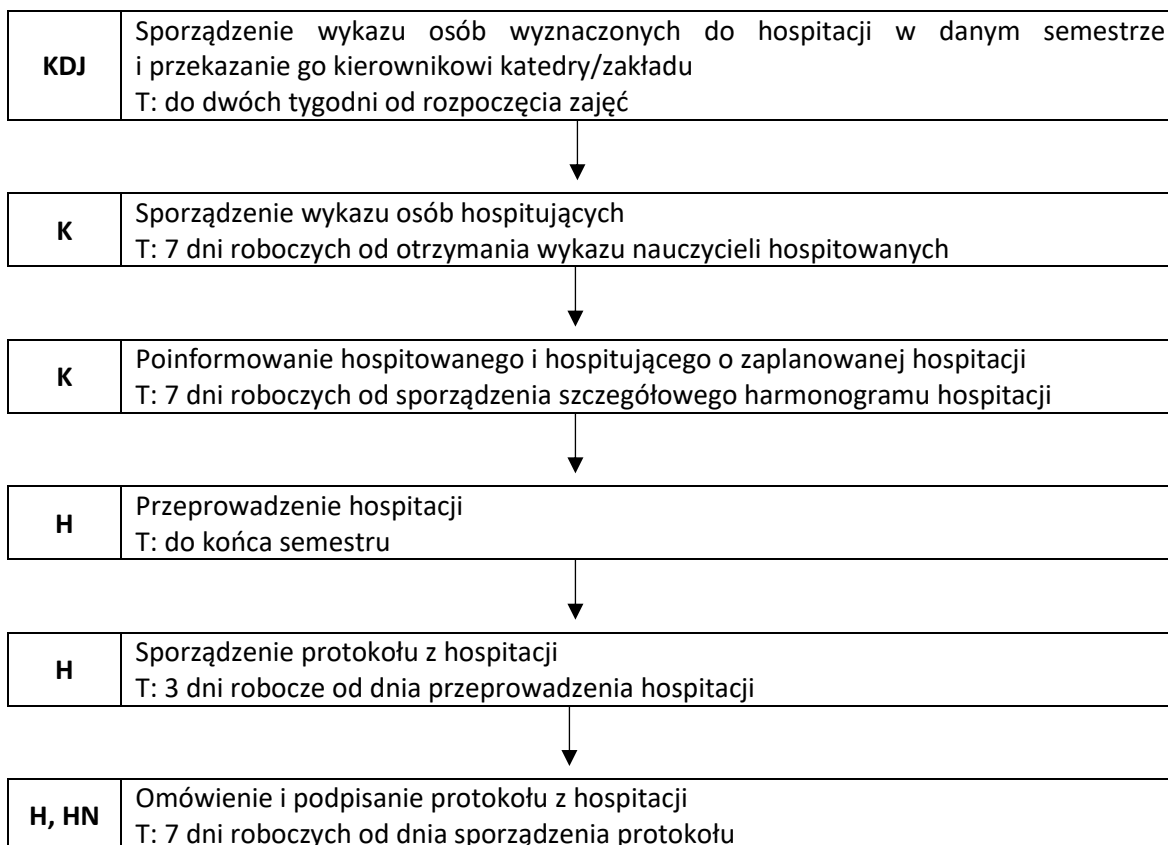 KDJ
Sporządzenie wykazu osób wyznaczonych do hospitacji w danym semestrze
i przekazanie go kierownikowi katedry/zakładu
T: do dwóch tygodni od rozpoczęcia zajęć
K
Sporządzenie wykazu osób hospitujących
T: 7 dni roboczych od otrzymania wykazu nauczycieli hospitowanych
K
Poinformowanie hospitowanego i hospitującego o zaplanowanej hospitacji
T: 7 dni roboczych od sporządzenia szczegółowego harmonogramu hospitacji
H
Przeprowadzenie hospitacji
T: do końca semestru
H
Sporządzenie protokołu z hospitacji
T: 3 dni robocze od dnia przeprowadzenia hospitacji
H, HN
Omówienie i podpisanie protokołu z hospitacji
T: 7 dni roboczych od dnia sporządzenia protokołu